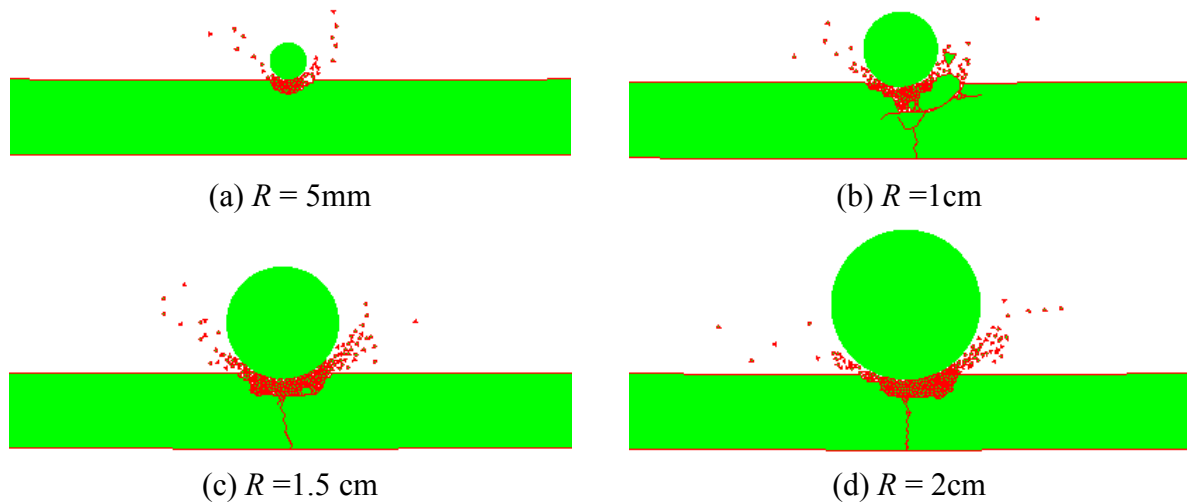 (a) R = 5mm
(b) R =1cm
(c) R =1.5 cm
(d) R = 2cm